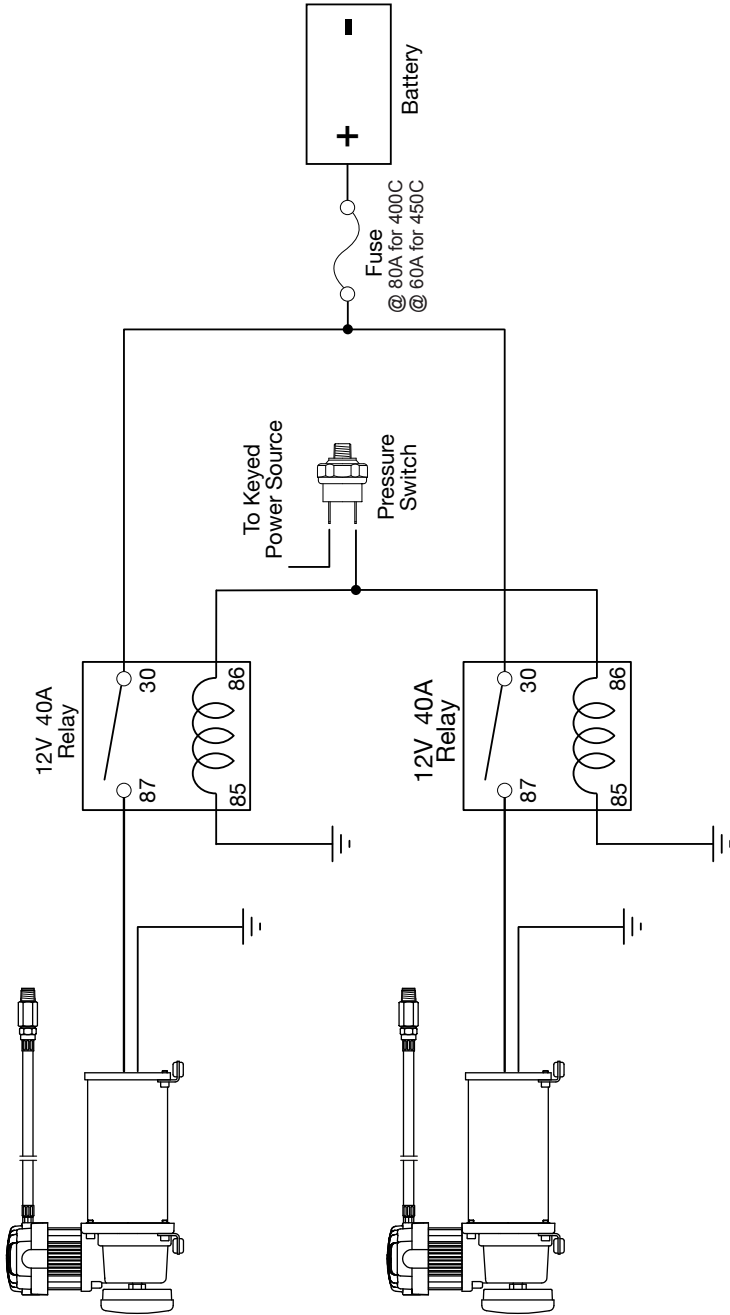 −
+
Battery
Fuse
@ 80A for 400C
@ 60A for 450C
To Keyed
Power Source
Pressure
Switch
12V 40A
Relay
30
87
86
85
12V 40A
Relay
30
87
86
85